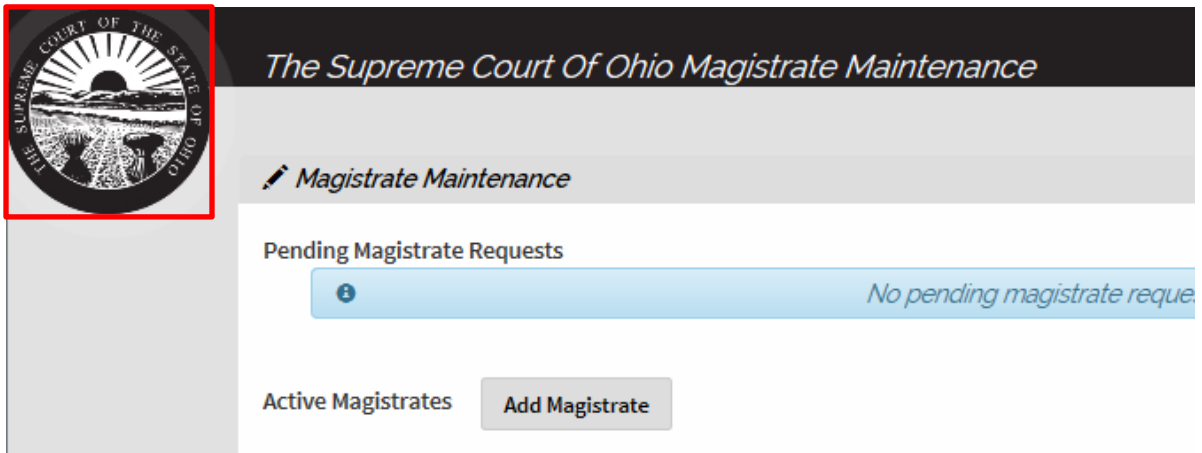 THE SUPREME COURT OF THE STATE OF OHIO
The Supreme Court Of Ohio Magistrate Maintenance
Magistrate Maintenance
Pending Magistrate Requests
No pending magistrate reques
Active Magistrates
Add Magistrate